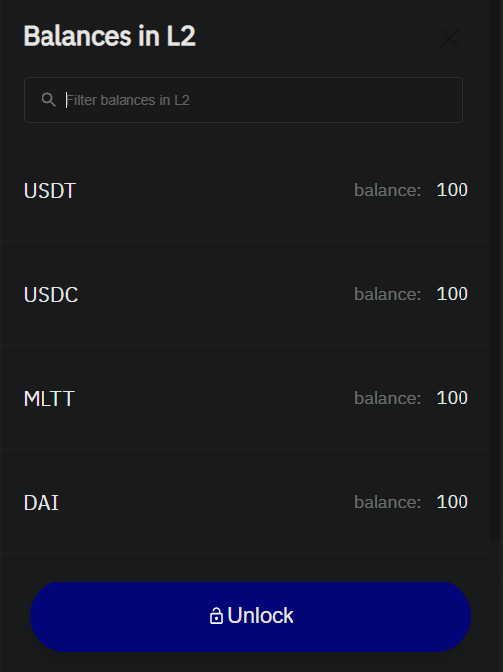 Balances in L2
Filter balances in L2
USDT balance: 100
USDC balance: 100
MLTT balance: 100
DAI balance: 100
Unlock